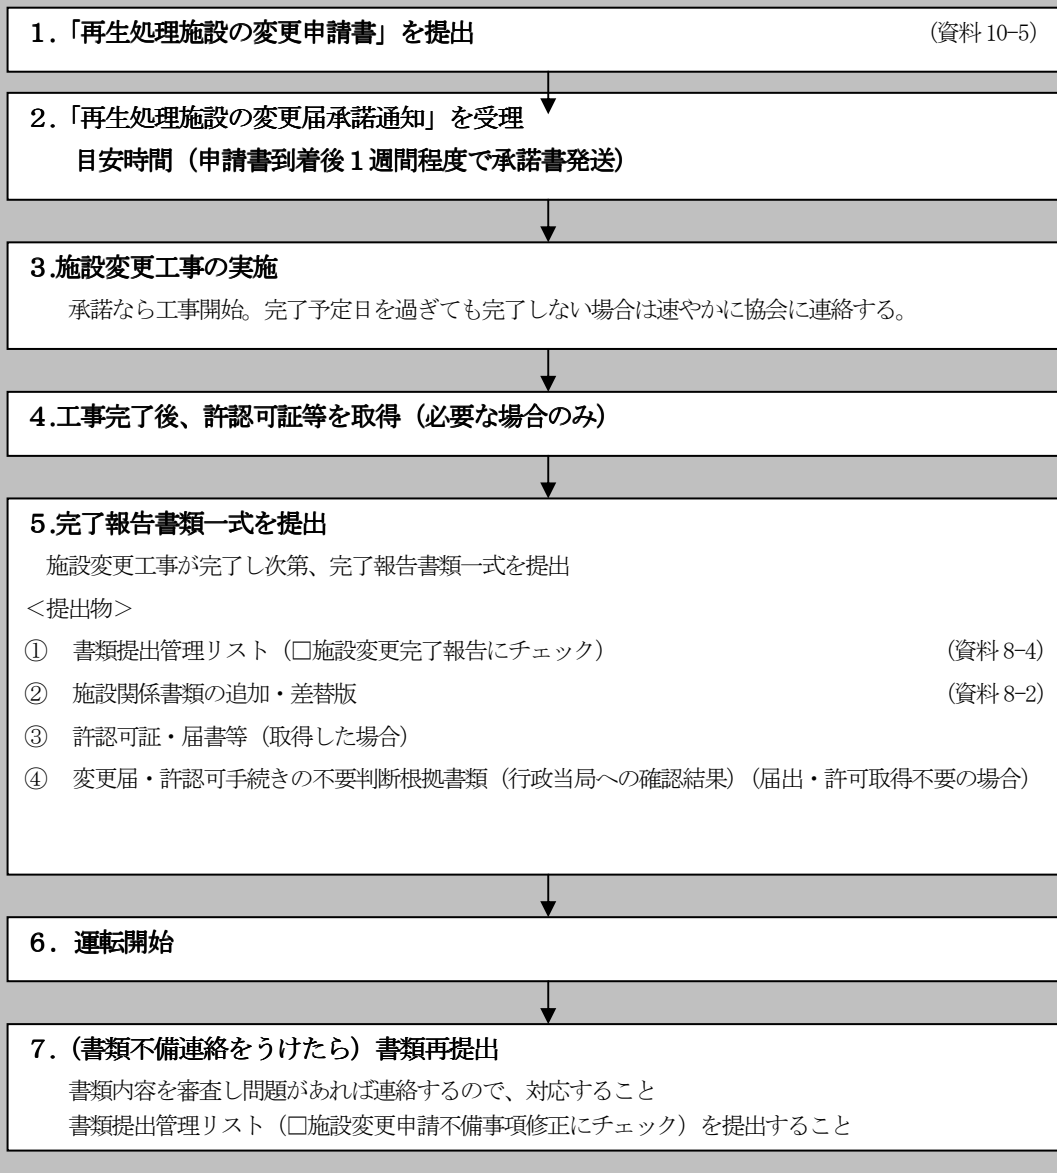 １.「再生処理施設の変更申請書」を提出 (資料 10-5)
２.「再生処理施設の変更届承諾通知」を受理
目安時間（申請書到着後１週間程度で承諾書発送）
３.施設変更工事の実施
承諾なら工事開始。完了予定日を過ぎても完了しない場合は速やかに協会に連絡する。
４.工事完了後、許認可証等を取得（必要な場合のみ）
５.完了報告書類一式を提出
施設変更工事が完了し次第、完了報告書類一式を提出
＜提出物＞
① 書類提出管理リスト（□施設変更完了報告にチェック） (資料 8-4)
② 施設関係書類の追加・差替版 (資料 8-2)
③ 許認可証・届書等（取得した場合）
④ 変更届・許認可手続きの不要判断根拠書類（行政当局への確認結果）（届出・許可取得不要の場合）
６. 運転開始
７.（書類不備連絡をうけたら）書類再提出
書類内容を審査し問題があれば連絡するので、対応すること
書類提出管理リスト（□施設変更申請不備事項修正にチェック）を提出すること